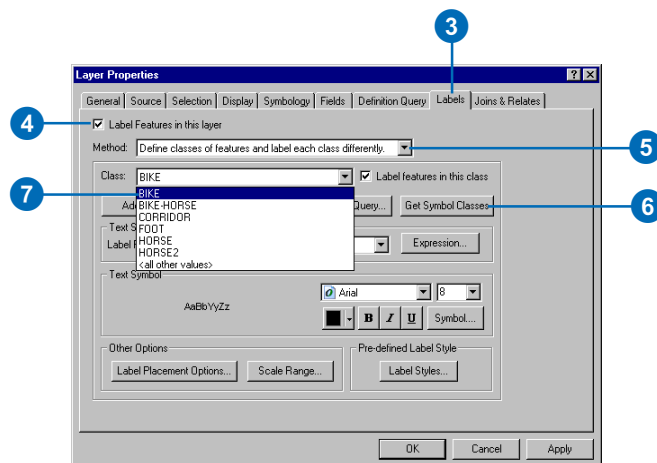 3
Layer Properties
General Source Selection Display Symbology Fields Definition Query Labels Joins & Relates
4
Label Features in this layer
Method: Define classes of features and label each class differently.
5
Class: BIKE Label features in this class
7
BIKE
BIKE-HORSE
CORRIDOR
FOOT
HORSE
HORSE2
<all other values>
Query... Get Symbol Classes
6
Text S
Expression...
Text Symbol
AaBbYyZz
Arial 8
B I U Symbol...
Other Options
Label Placement Options... Scale Range...
Pre-defined Label Style
Label Styles...
OK Cancel Apply